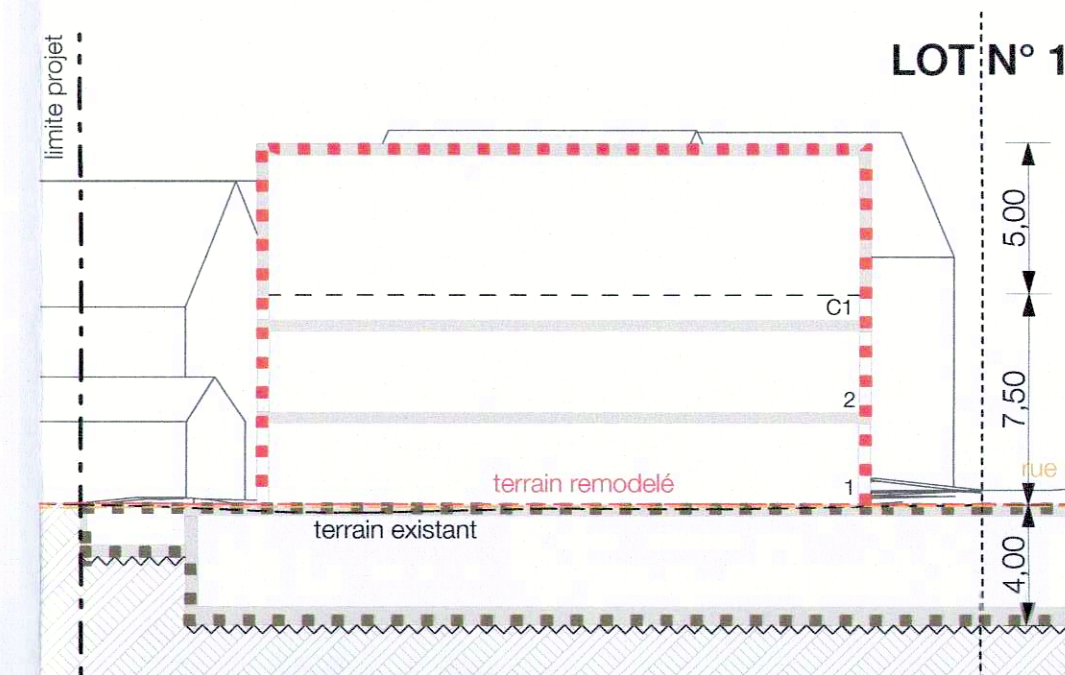 limite projet
LOT N° 1
5,00
C1
7,50
2
rue
terrain remodelé
1
terrain existant
4,00